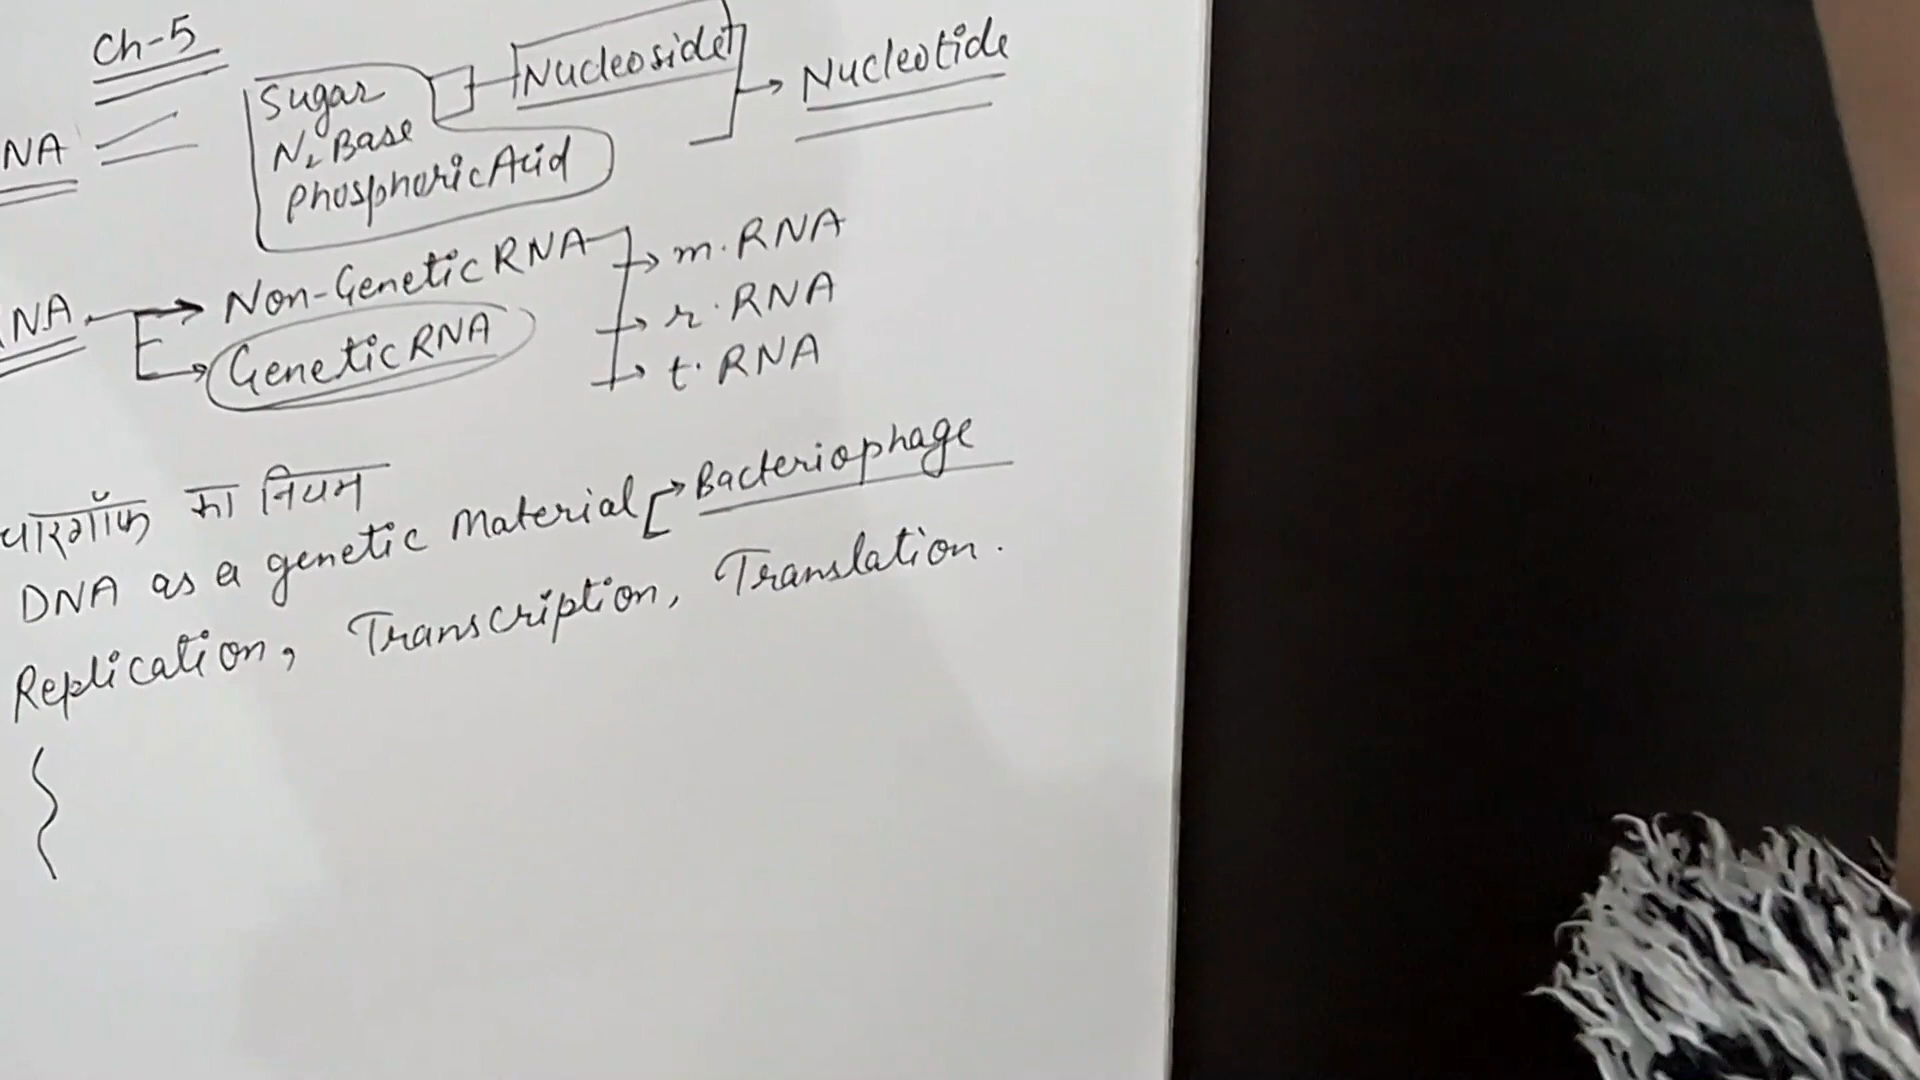 Ch-5
Sugar Nucleoside Nucleotide
NA N₂ Base
Phosphoric Acid
NA Non-Genetic RNA m.RNA
Genetic RNA r.RNA
t.RNA
का नियम
DNA as a genetic Material Bacteriophage
Replication, Transcription, Translation.